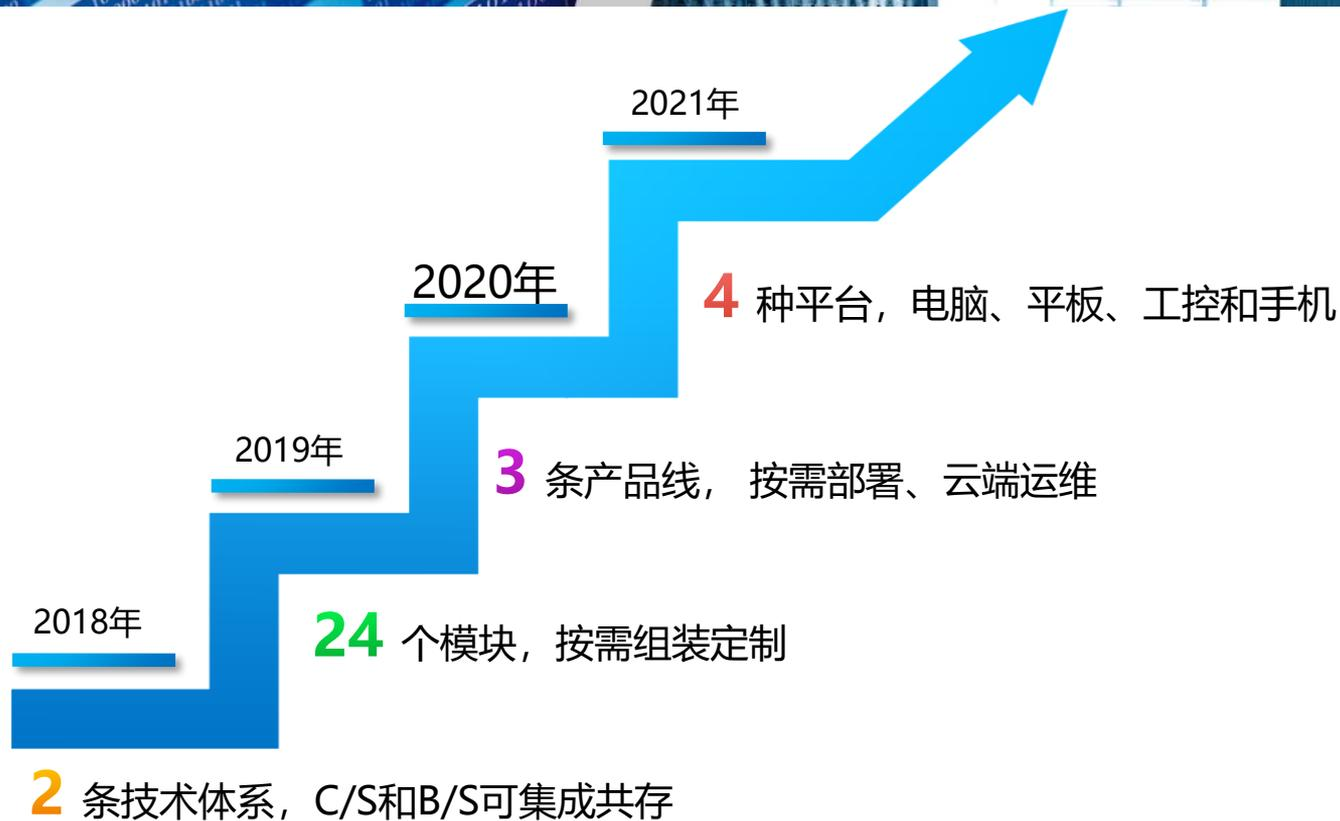 2021年
2020年
4 种平台，电脑、平板、工控和手机
2019年
3 条产品线， 按需部署、云端运维
2018年
24 个模块，按需组装定制
2 条技术体系，C/S和B/S可集成共存